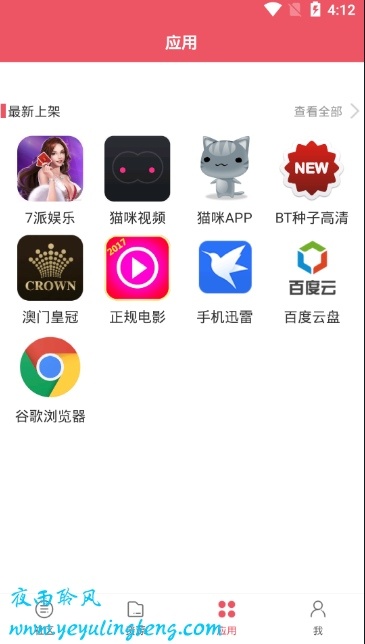 4:12
应用
最新上架
查看全部
NEW
7派娱乐
猫咪视频
猫咪APP
BT种子高清
CROWN
2017
百度云
澳门皇冠
正规电影
手机迅雷
百度云盘
谷歌浏览器
夜雨聆风
www.yeyulingfeng.com
应用
我